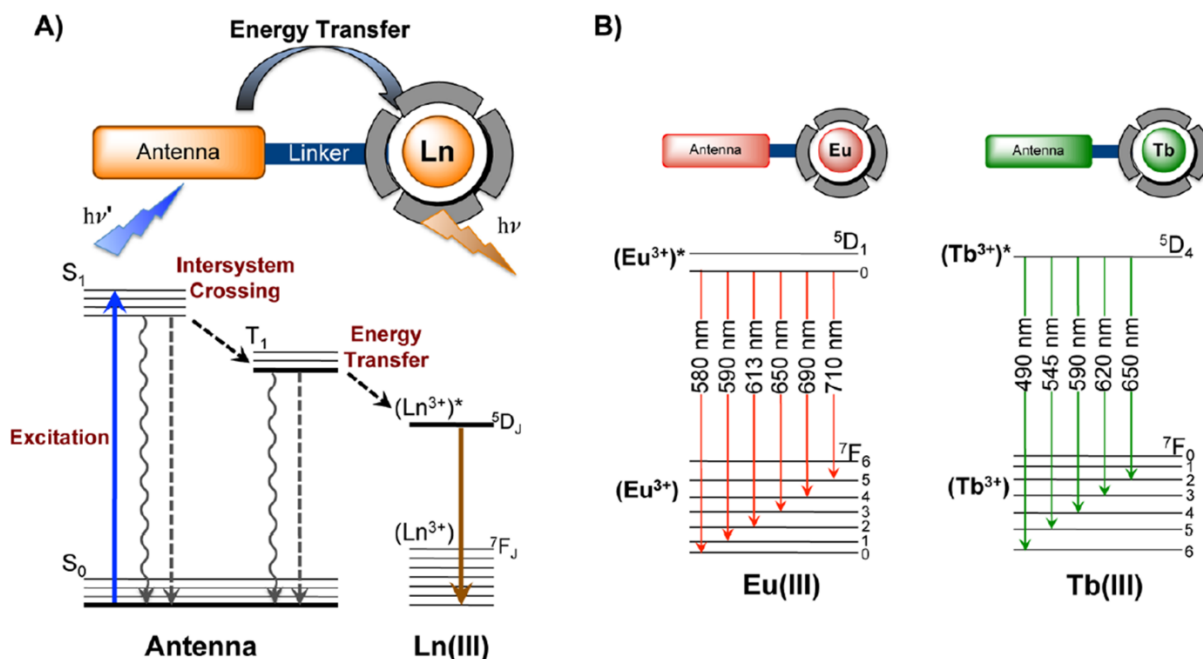 A)
Energy Transfer
Antenna
Linker
Ln
hν'
hν
S1
Intersystem
Crossing
T1
Energy
Transfer
(Ln3+)*
5DJ
Excitation
(Ln3+)
7FJ
S0
Antenna
Ln(III)
B)
Antenna
Eu
Antenna
Tb
(Eu3+)*
5D1
0
580 nm
590 nm
613 nm
650 nm
690 nm
710 nm
7F6
5
4
3
2
1
0
(Eu3+)
Eu(III)
(Tb3+)*
5D4
490 nm
545 nm
590 nm
620 nm
650 nm
7F0
1
2
3
4
5
6
(Tb3+)
Tb(III)